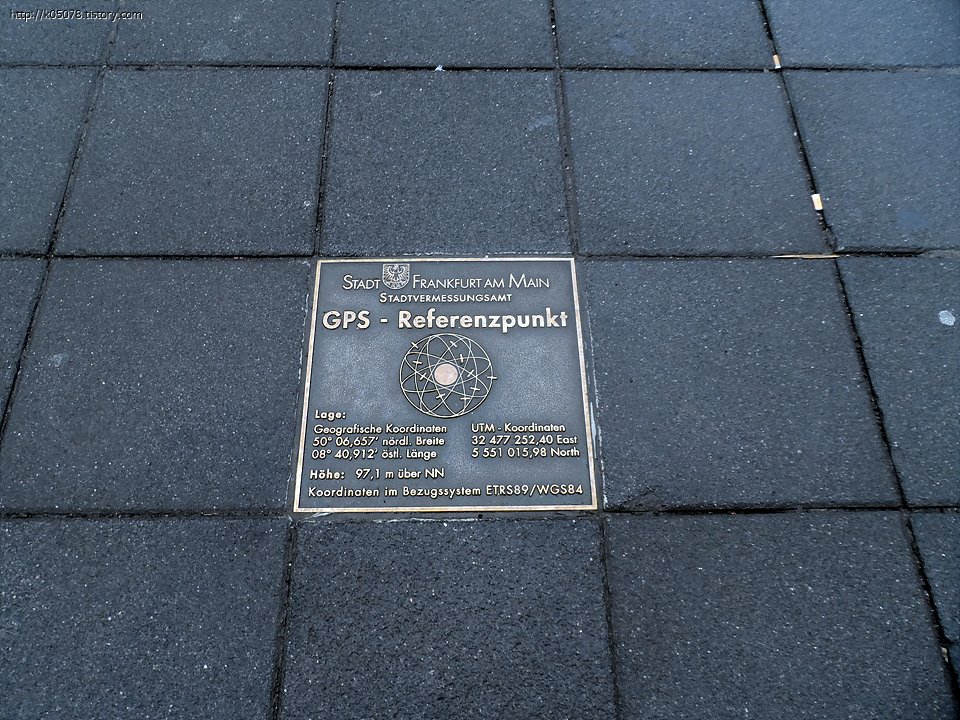 http://k05078.tistory.com
STADT FRANKFURT AM MAIN
STADTVERMESSUNGSAMT
GPS - Referenzpunkt
Lage:
Geografische Koordinaten
50° 06,657' nördl. Breite
08° 40,912' östl. Länge
UTM - Koordinaten
32 477 252,40 East
5 551 015,98 North
Höhe: 97,1 m über NN
Koordinaten im Bezugssystem ETRS89/WGS84